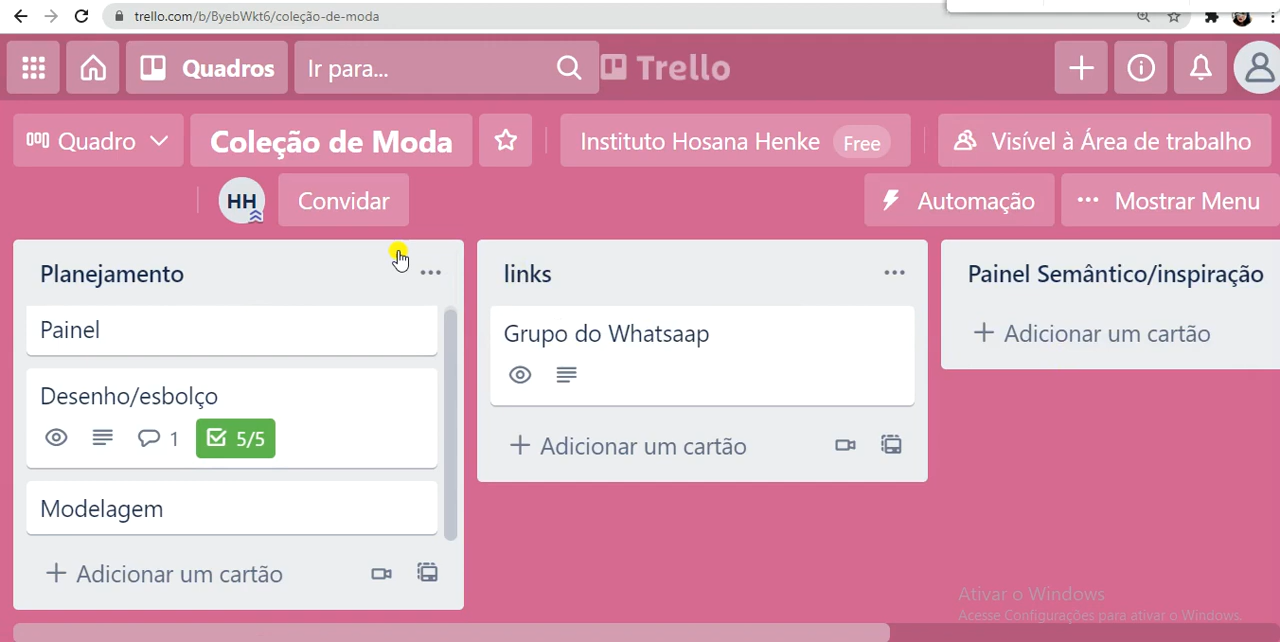 trello.com/b/ByebWkt6/coleção-de-moda
Quadros
Ir para...
Trello
Quadro
Coleção de Moda
Instituto Hosana Henke Free
Visível à Área de trabalho
HH
Convidar
Automação
Mostrar Menu
Planejamento
Painel
Desenho/esbolço
1
5/5
Modelagem
Adicionar um cartão
links
Grupo do Whatsaap
Adicionar um cartão
Painel Semântico/inspiração
Adicionar um cartão
Ativar o Windows
Acesse Configurações para ativar o Windows.